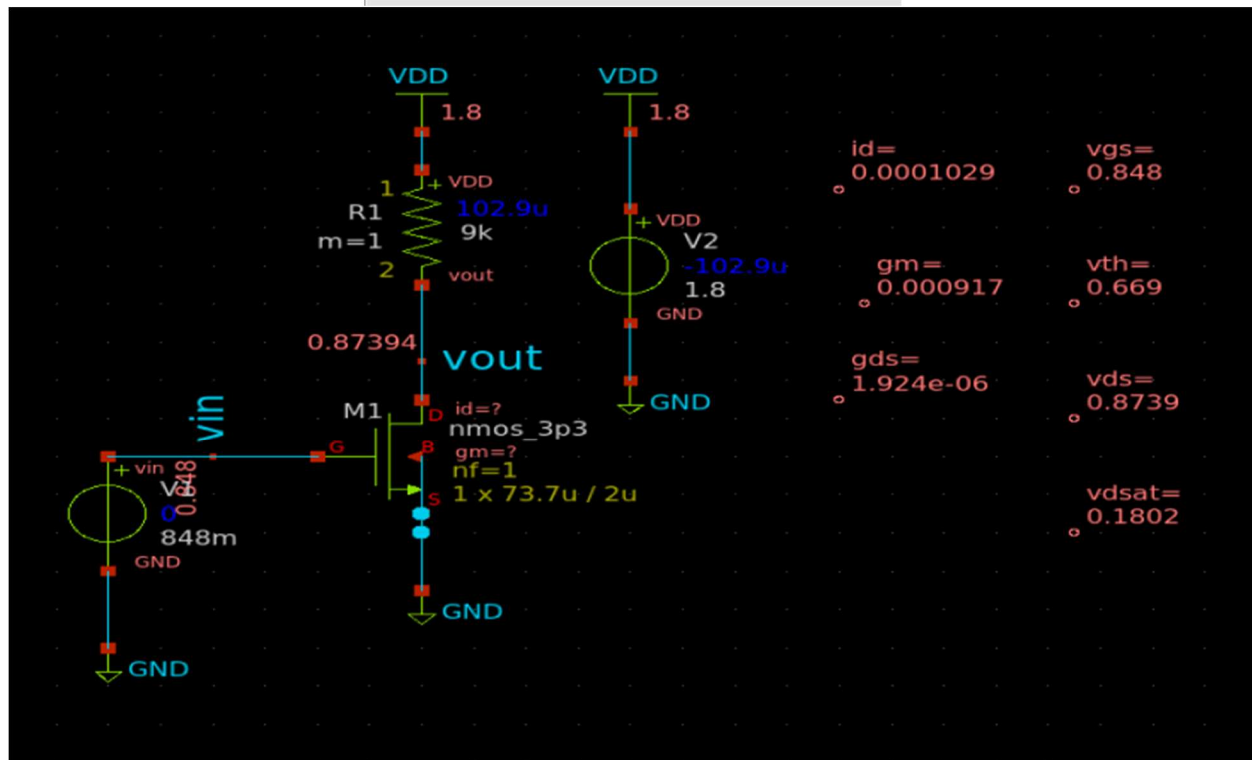 VDD
1.8
1
+ VDD
R1
102.9u
m=1
9k
2
vout
0.87394
vout
M1
D
id=?
nmos_3p3
G
B
gm=?
nf=1
S
1 x 73.7u / 2u
GND
vin
+ vin
0.848
0
848m
GND
GND
VDD
1.8
+ VDD
V2
-102.9u
1.8
GND
GND
id=
0.0001029
gm=
0.000917
gds=
1.924e-06
vgs=
0.848
vth=
0.669
vds=
0.8739
vdsat=
0.1802